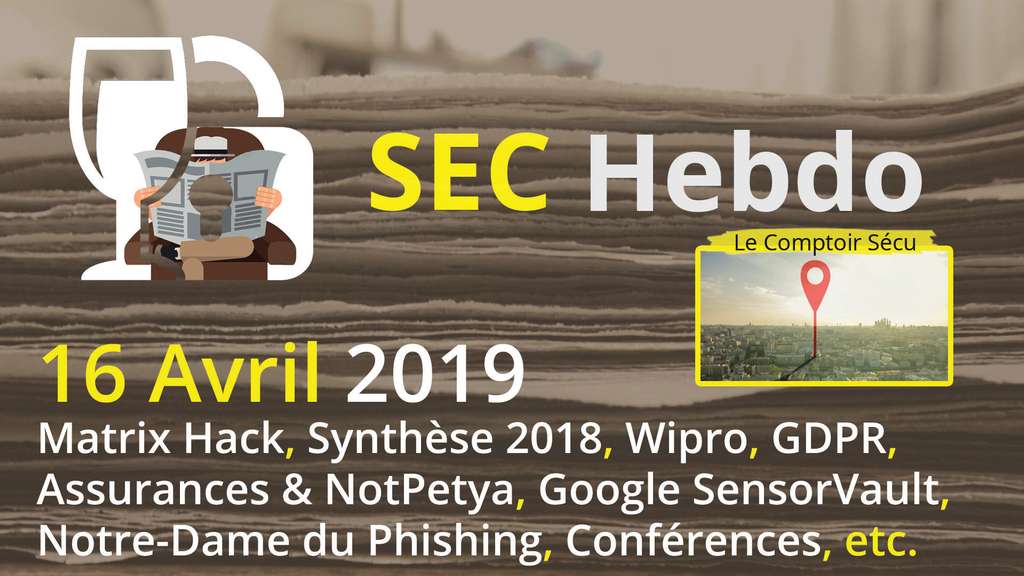 SEC Hebdo
Le Comptoir Sécu
16 Avril 2019
Matrix Hack, Synthèse 2018, Wipro, GDPR,
Assurances & NotPetya, Google SensorVault,
Notre-Dame du Phishing, Conférences, etc.